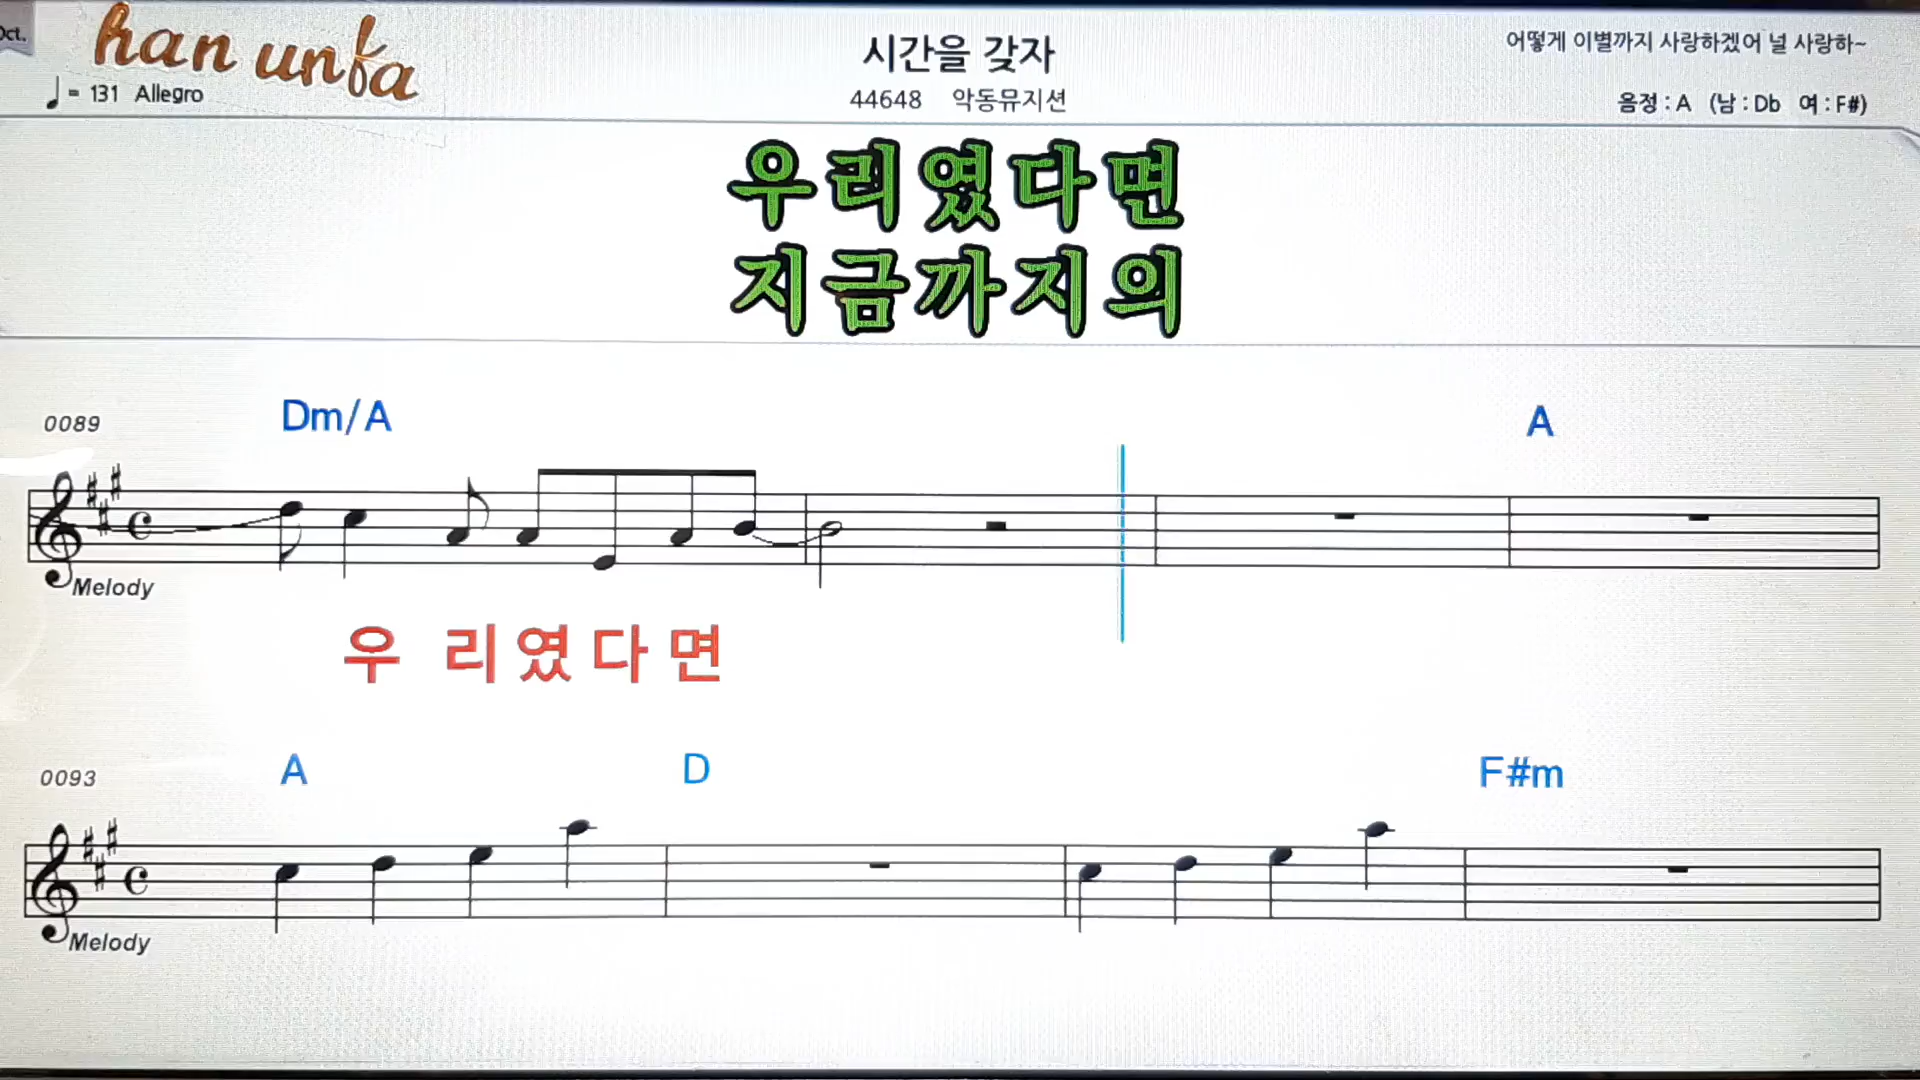 Oct.
han unfa
= 131 Allegro
시간을 갖자
44648 악동뮤지션
어떻게 이별까지 사랑하겠어 널 사랑하~
음정 : A (남 : Db 여 : F#)
우리였다면
지금까지의
0089
Dm/A
A
Melody
우 리였다면
0093
A
D
F#m
Melody